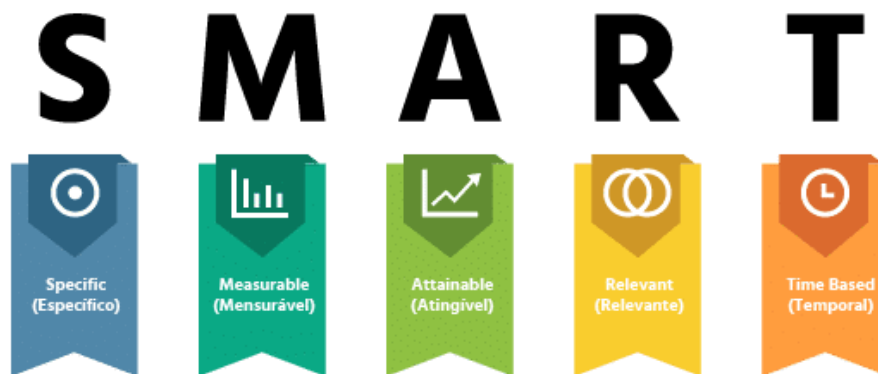 S M A R T
Specific
(Específico)
Measurable
(Mensurável)
Attainable
(Atingível)
Relevant
(Relevante)
Time Based
(Temporal)